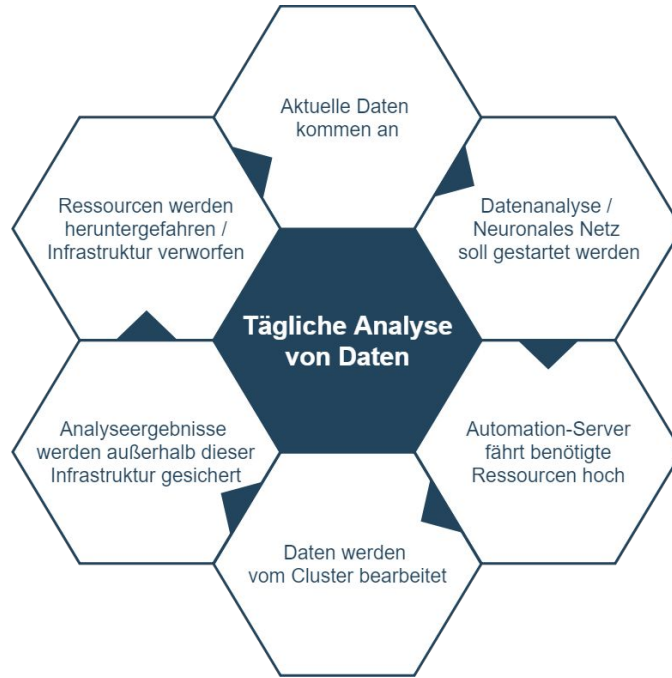 Aktuelle Daten
kommen an
Datenanalyse /
Neuronales Netz
soll gestartet werden
Automation-Server
fährt benötigte
Ressourcen hoch
Daten werden
vom Cluster bearbeitet
Analyseergebnisse
werden außerhalb dieser
Infrastruktur gesichert
Ressourcen werden
heruntergefahren /
Infrastruktur verworfen
Tägliche Analyse
von Daten